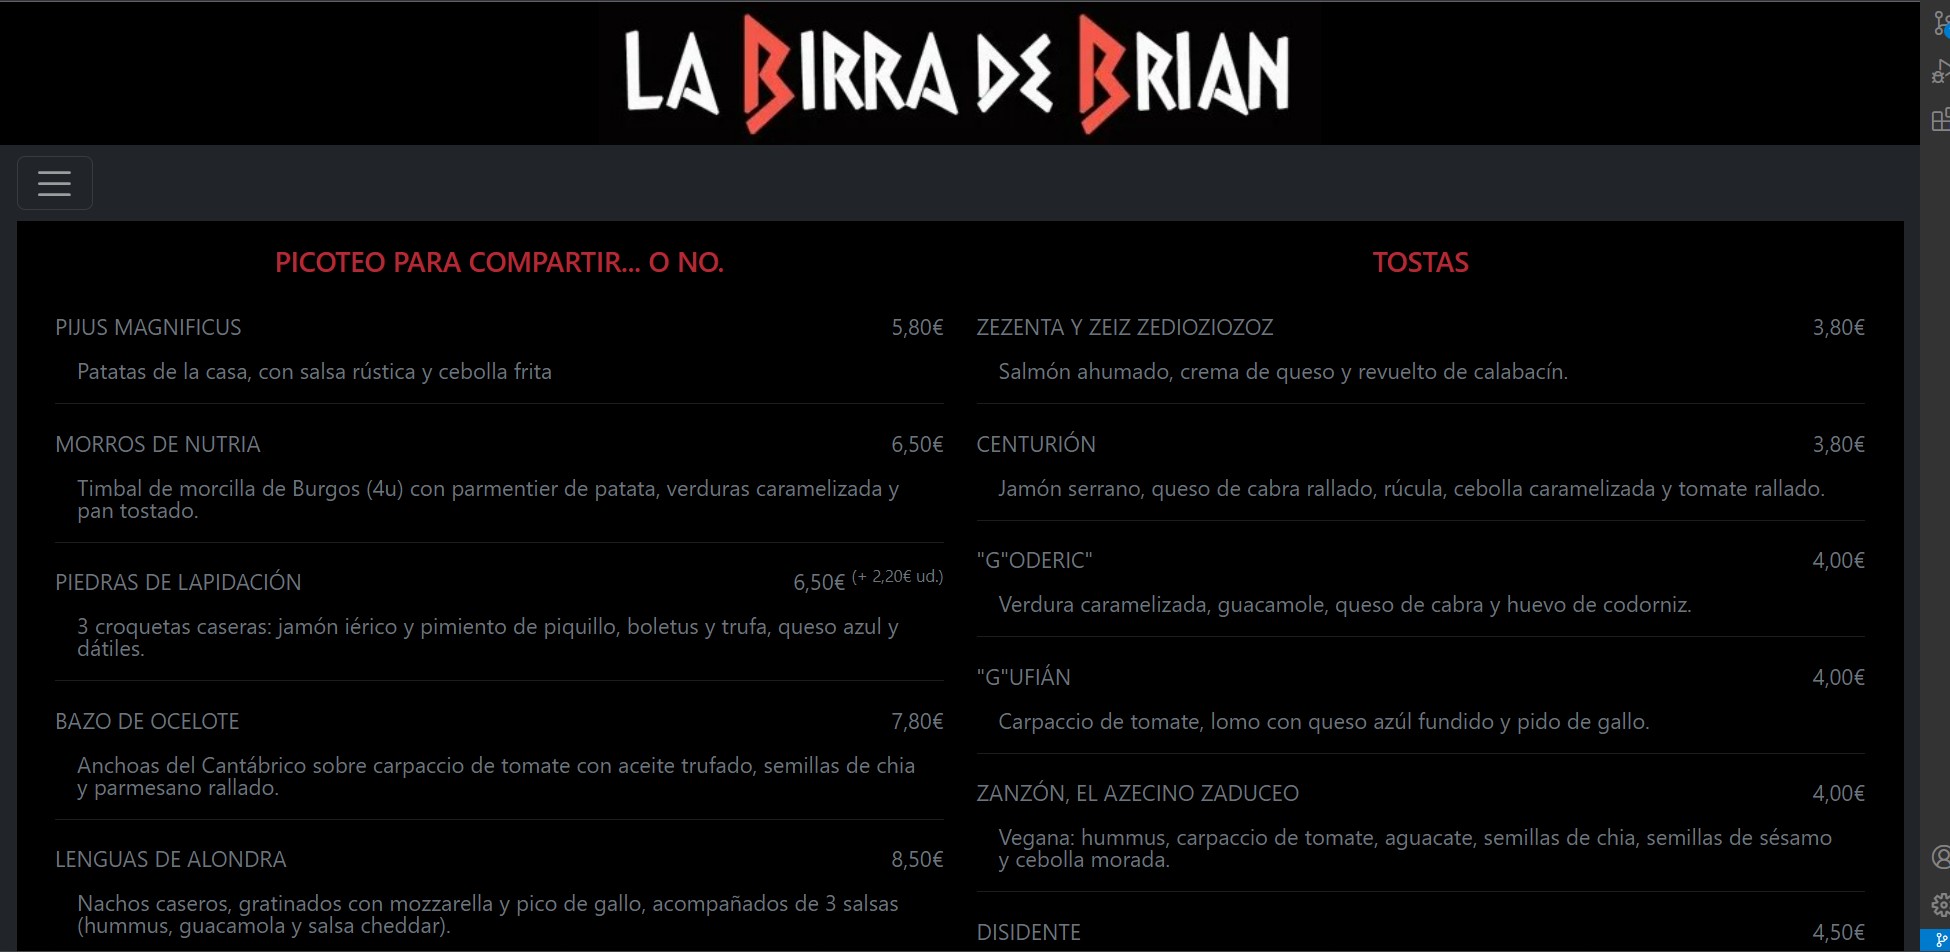 LA BIRRA DE BRIAN
PICOTEO PARA COMPARTIR... O NO.
PIJUS MAGNIFICUS 5,80€
Patatas de la casa, con salsa rústica y cebolla frita
MORROS DE NUTRIA 6,50€
Timbal de morcilla de Burgos (4u) con parmentier de patata, verduras caramelizada y
pan tostado.
PIEDRAS DE LAPIDACIÓN 6,50€ (+ 2,20€ ud.)
3 croquetas caseras: jamón iérico y pimiento de piquillo, boletus y trufa, queso azul y
dátiles.
BAZO DE OCELOTE 7,80€
Anchoas del Cantábrico sobre carpaccio de tomate con aceite trufado, semillas de chia
y parmesano rallado.
LENGUAS DE ALONDRA 8,50€
Nachos caseros, gratinados con mozzarella y pico de gallo, acompañados de 3 salsas
(hummus, guacamola y salsa cheddar).
TOSTAS
ZEZENTA Y ZEIZ ZEDIOZIOZOZ 3,80€
Salmón ahumado, crema de queso y revuelto de calabacín.
CENTURIÓN 3,80€
Jamón serrano, queso de cabra rallado, rúcula, cebolla caramelizada y tomate rallado.
"G"ODERIC" 4,00€
Verdura caramelizada, guacamole, queso de cabra y huevo de codorniz.
"G"UFIÁN 4,00€
Carpaccio de tomate, lomo con queso azúl fundido y pido de gallo.
ZANZÓN, EL AZECINO ZADUCEO 4,00€
Vegana: hummus, carpaccio de tomate, aguacate, semillas de chia, semillas de sésamo
y cebolla morada.
DISIDENTE 4,50€